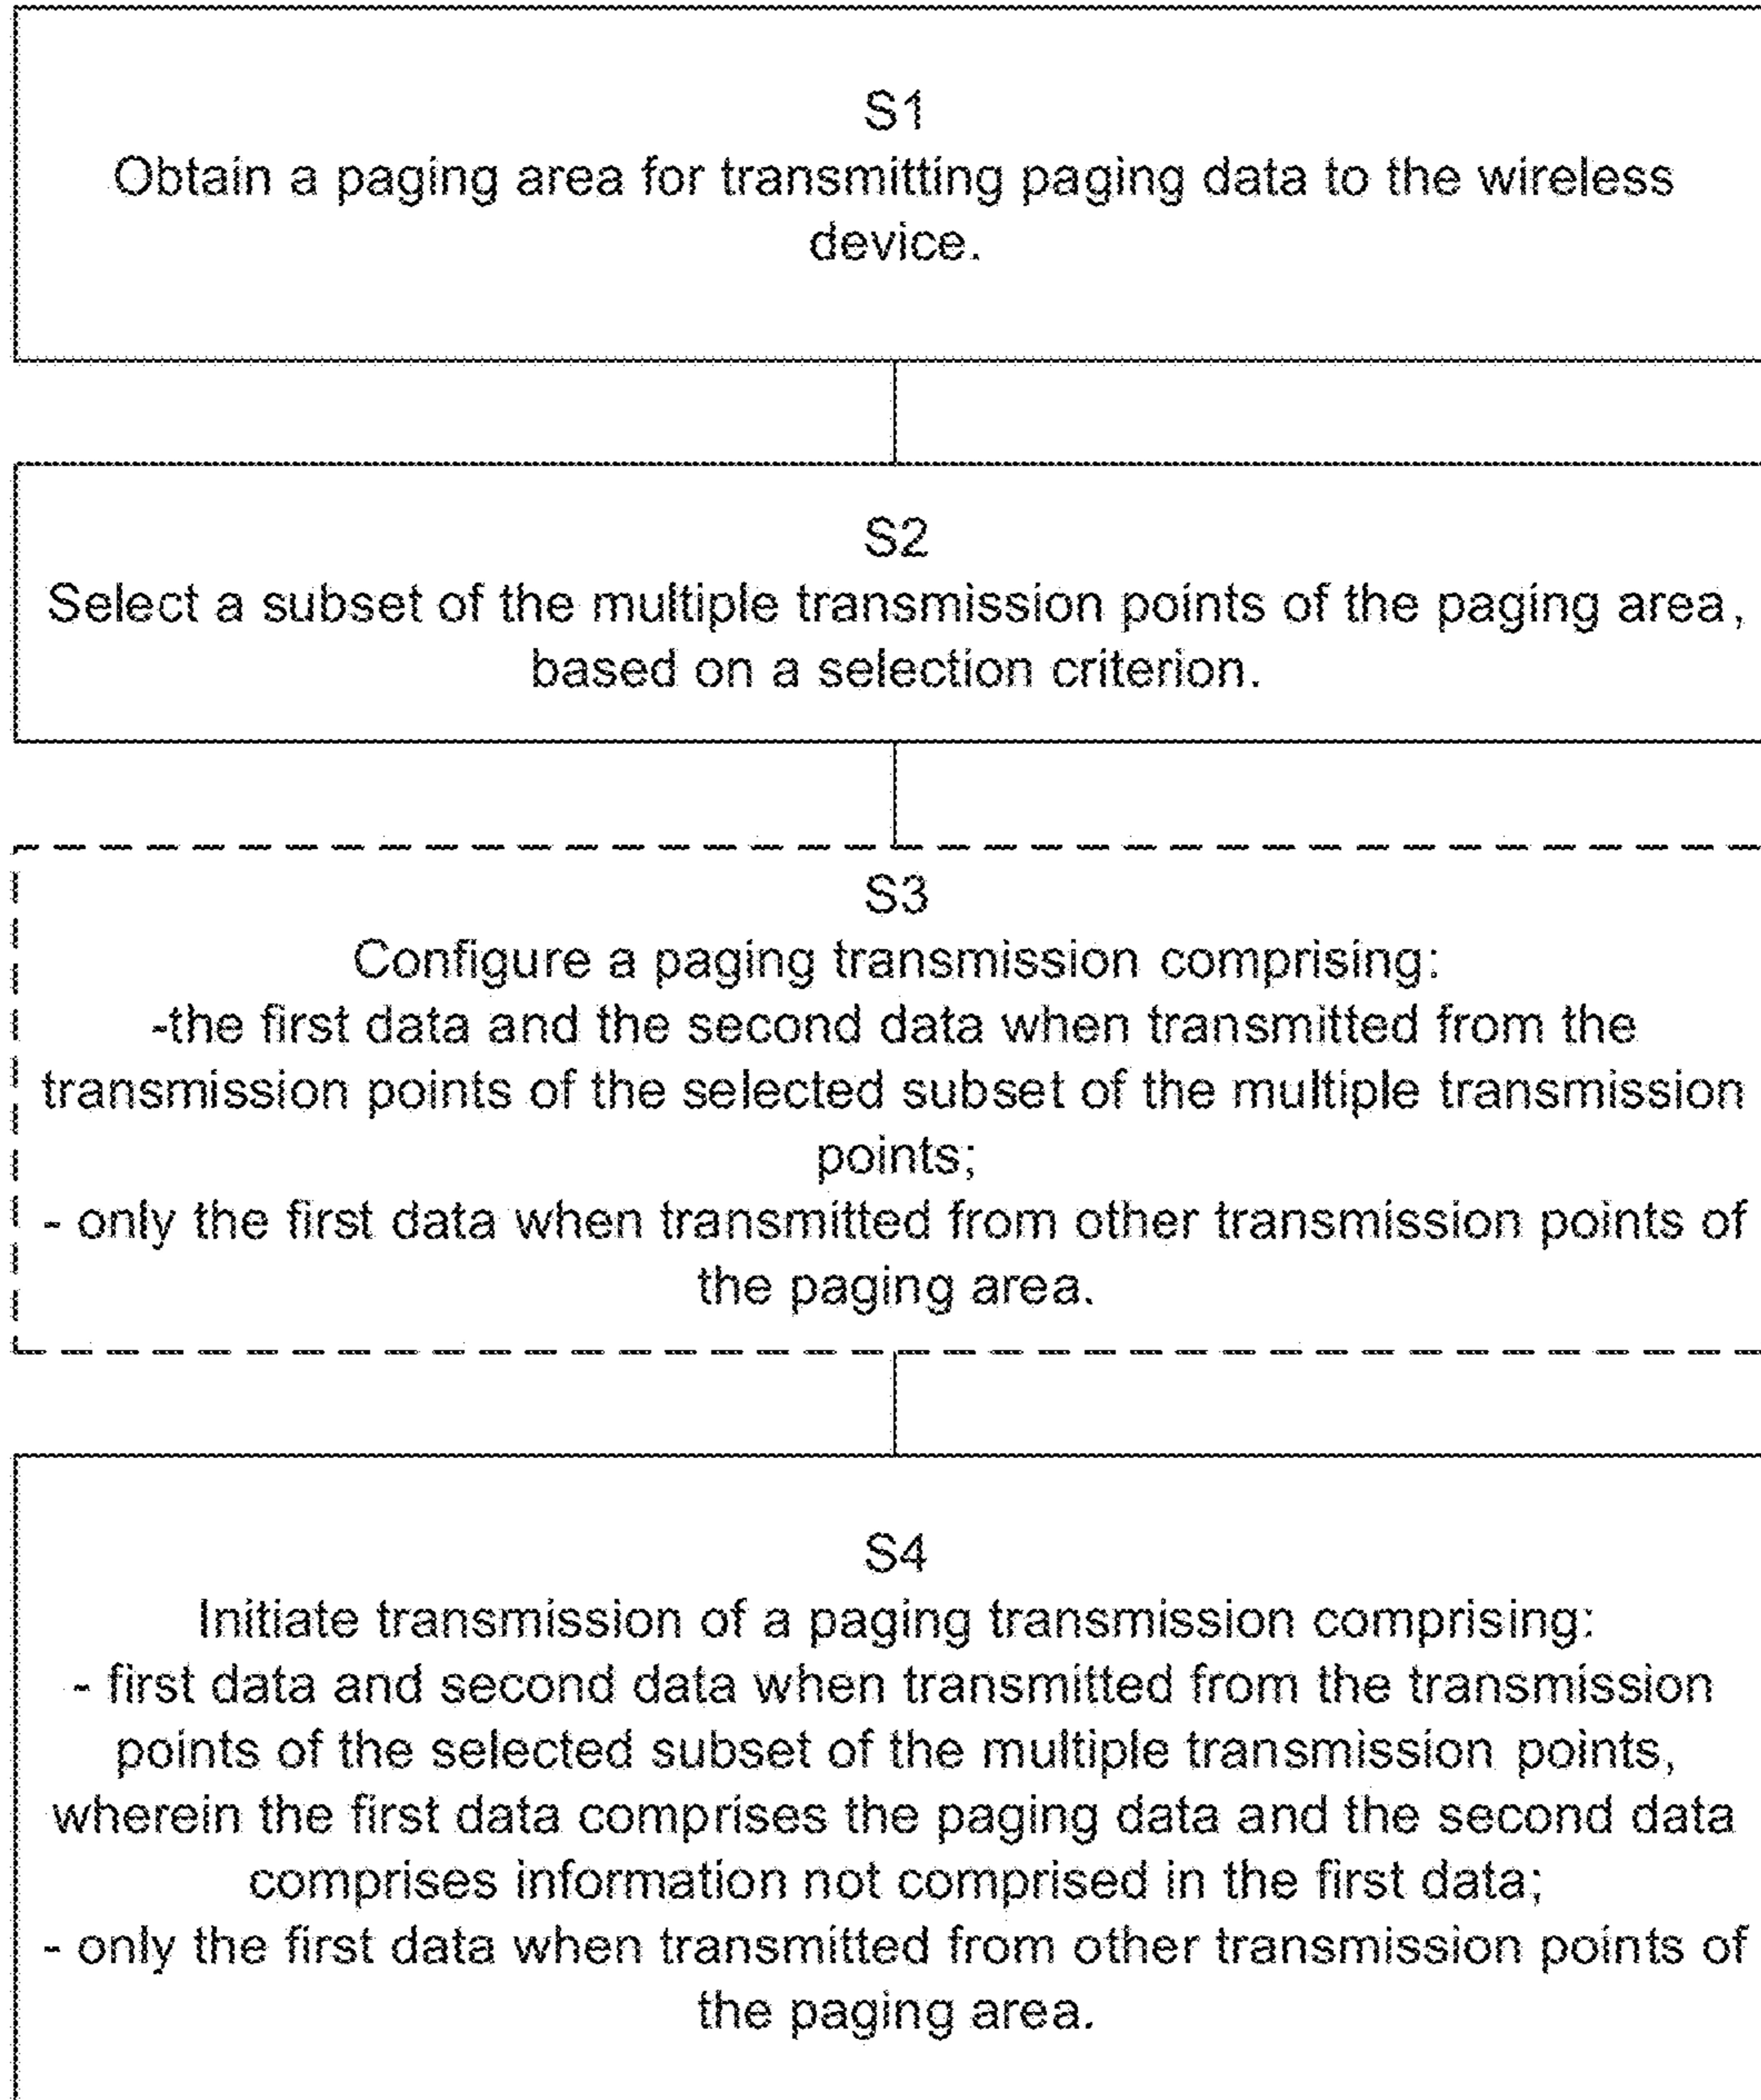 S1
Obtain a paging area for transmitting paging data to the wireless
device.
S2
Select a subset of the multiple transmission points of the paging area,
based on a selection criterion.
S3
Configure a paging transmission comprising:
-the first data and the second data when transmitted from the
transmission points of the selected subset of the multiple transmission
points;
- only the first data when transmitted from other transmission points of
the paging area.
S4
Initiate transmission of a paging transmission comprising:
- first data and second data when transmitted from the transmission
points of the selected subset of the multiple transmission points,
wherein the first data comprises the paging data and the second data
comprises information not comprised in the first data;
- only the first data when transmitted from other transmission points of
the paging area.